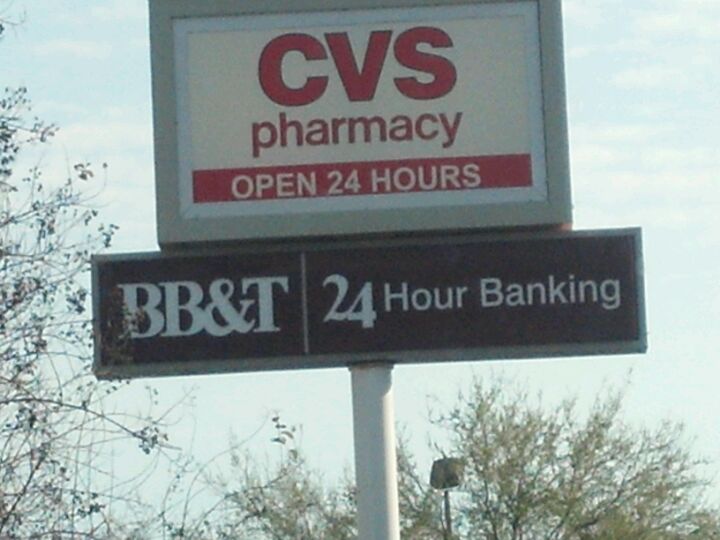 CVS
pharmacy
OPEN 24 HOURS
BB&T 24 Hour Banking